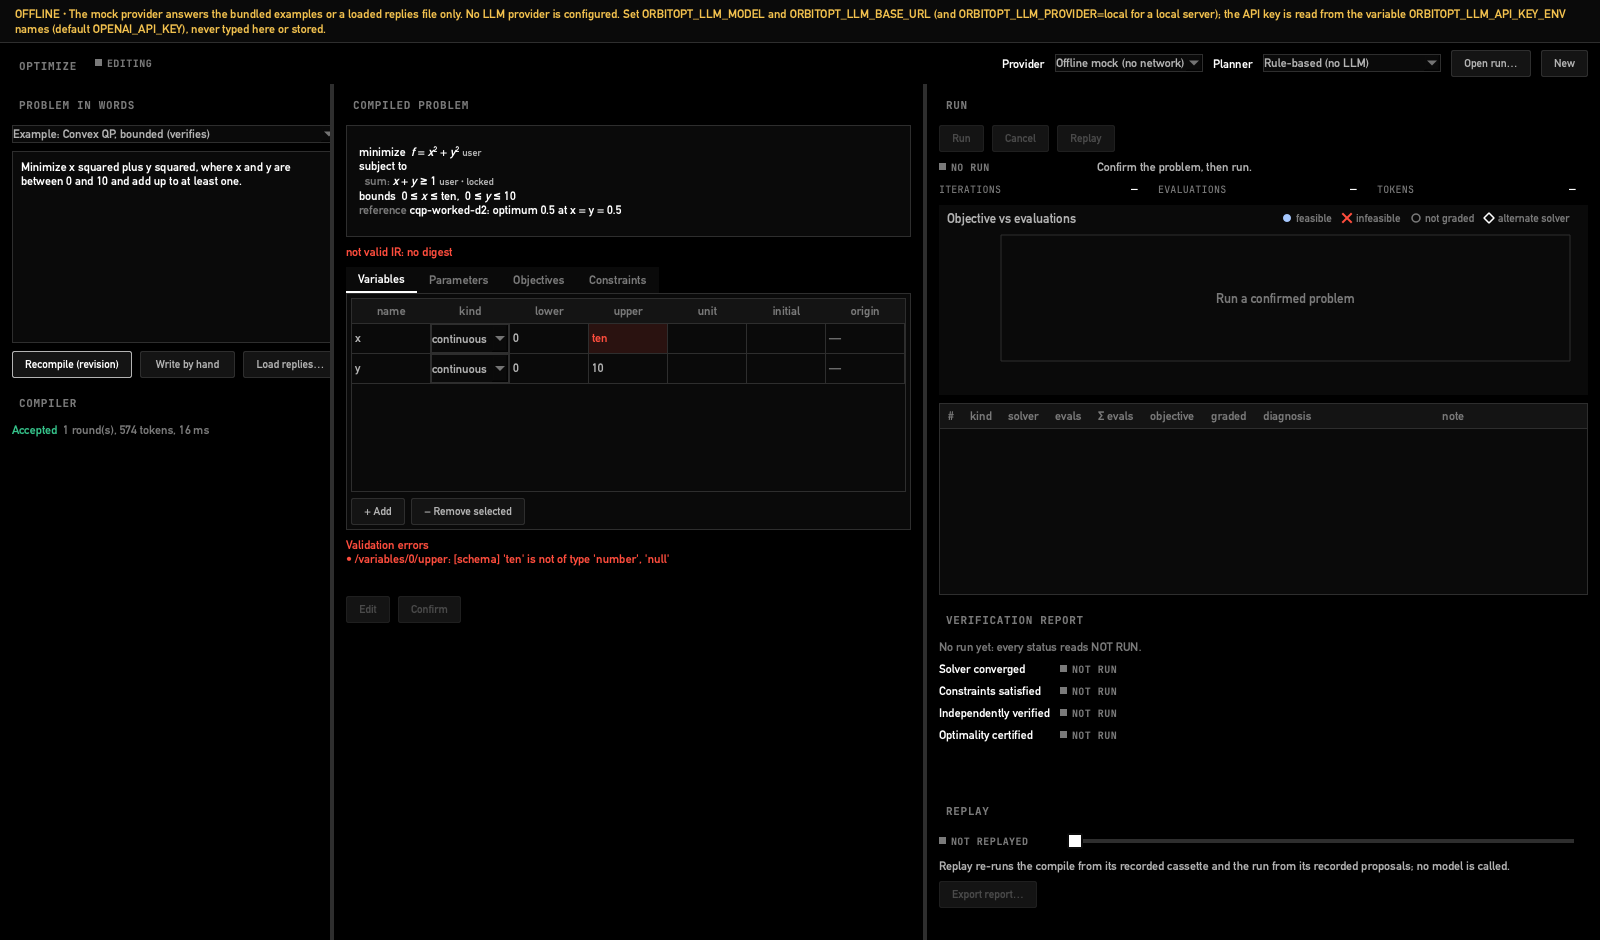 OFFLINE • The mock provider answers the bundled examples or a loaded replies file only. No LLM provider is configured. Set ORBITOPT_LLM_MODEL and ORBITOPT_LLM_BASE_URL (and ORBITOPT_LLM_PROVIDER=local for a local server); the API key is read from the variable ORBITOPT_LLM_API_KEY_ENV
names (default OPENAI_API_KEY), never typed here or stored.
OPTIMIZE EDITING Provider Offline mock (no network) Planner Rule-based (no LLM) Open run... New
PROBLEM IN WORDS
Example: Convex QP, bounded (verifies)
Minimize x squared plus y squared, where x and y are
between 0 and 10 and add up to at least one.
Recompile (revision) Write by hand Load replies...
COMPILER
Accepted 1 round(s), 574 tokens, 16 ms
COMPILED PROBLEM
minimize f = x² + y² user
subject to
sum: x + y ≥ 1 user • locked
bounds 0 ≤ x ≤ ten, 0 ≤ y ≤ 10
reference cqp-worked-d2: optimum 0.5 at x = y = 0.5
not valid IR: no digest
Variables Parameters Objectives Constraints
name kind lower upper unit initial origin
x continuous 0 ten —
y continuous 0 10 —
+ Add – Remove selected
Validation errors
• /variables/0/upper: [schema] 'ten' is not of type 'number', 'null'
Edit Confirm
RUN
Run Cancel Replay
NO RUN Confirm the problem, then run.
ITERATIONS – EVALUATIONS – TOKENS –
Objective vs evaluations feasible infeasible not graded alternate solver
Run a confirmed problem
# kind solver evals Σ evals objective graded diagnosis note
VERIFICATION REPORT
No run yet: every status reads NOT RUN.
Solver converged NOT RUN
Constraints satisfied NOT RUN
Independently verified NOT RUN
Optimality certified NOT RUN
REPLAY
NOT REPLAYED
Replay re-runs the compile from its recorded cassette and the run from its recorded proposals; no model is called.
Export report...